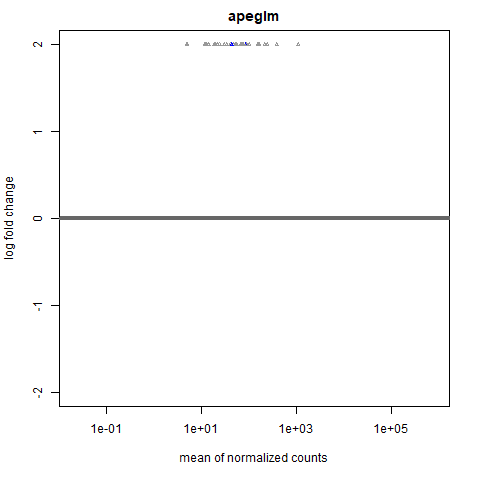 apeglm
2
1
0
-1
-2
log fold change
1e-01
1e+01
1e+03
1e+05
mean of normalized counts